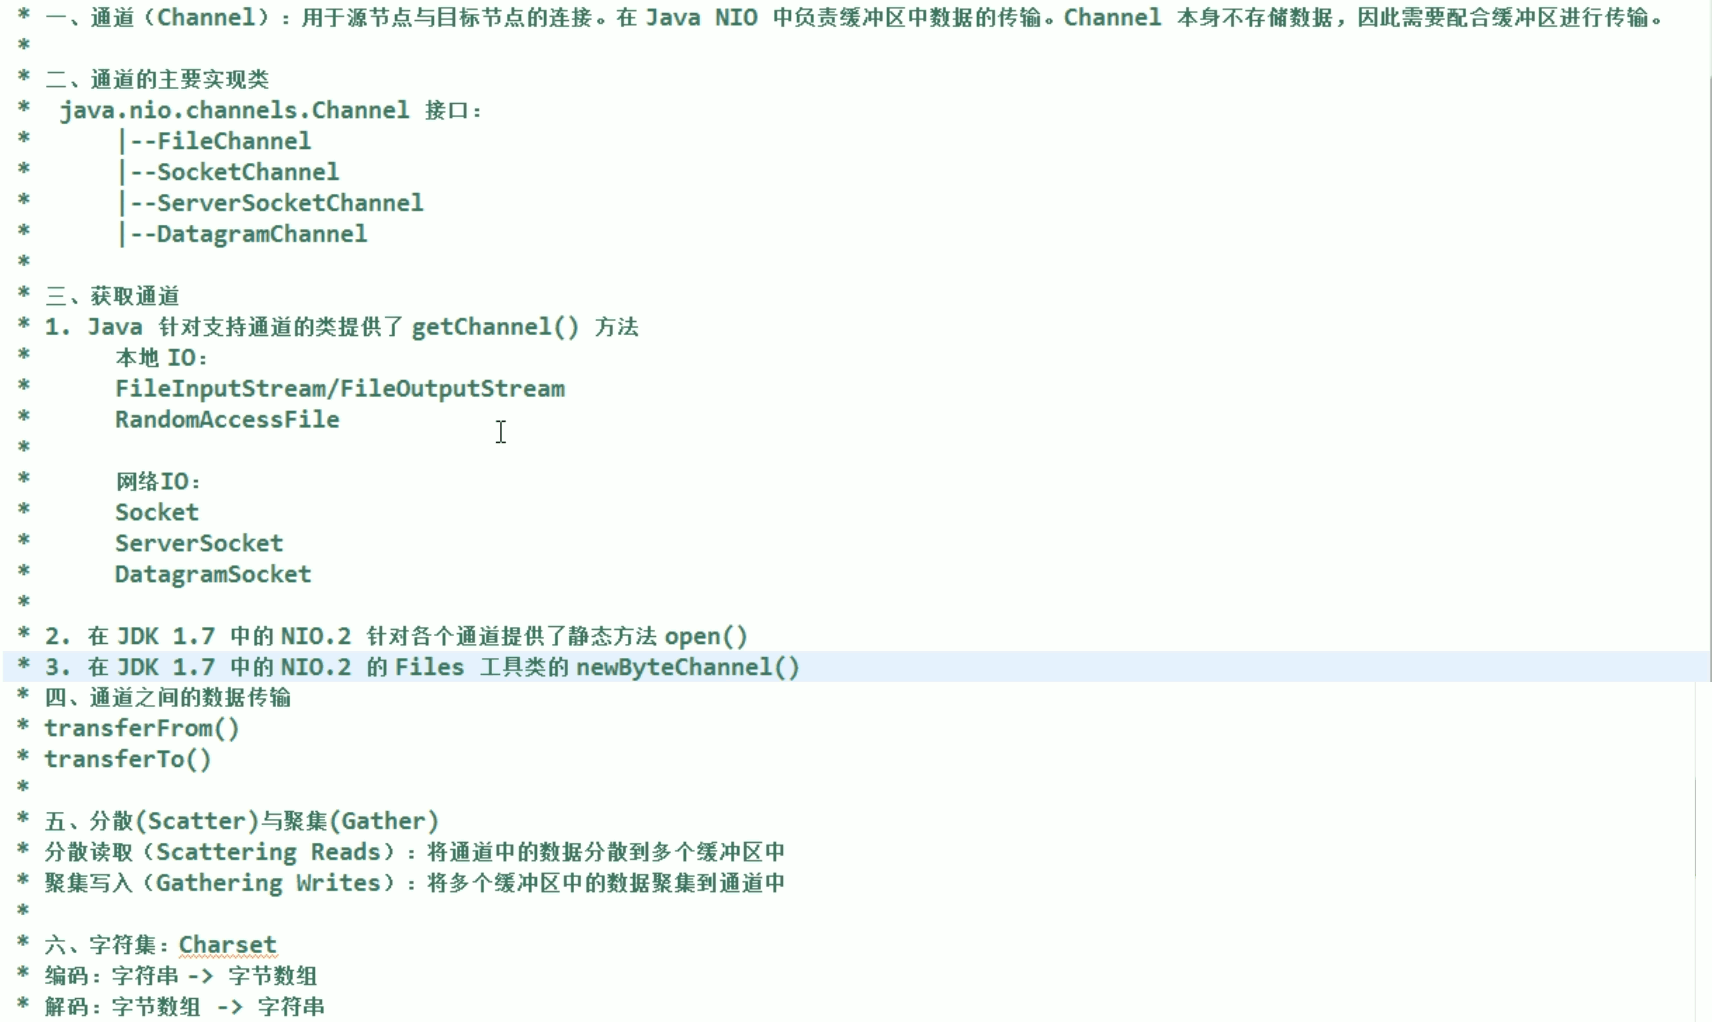 * 一、通道（Channel）：用于源节点与目标节点的连接。在 Java NIO 中负责缓冲区中数据的传输。Channel 本身不存储数据，因此需要配合缓冲区进行传输。
*
* 二、通道的主要实现类
* java.nio.channels.Channel 接口：
* |--FileChannel
* |--SocketChannel
* |--ServerSocketChannel
* |--DatagramChannel
*
* 三、获取通道
* 1. Java 针对支持通道的类提供了 getChannel() 方法
* 本地 IO：
* FileInputStream/FileOutputStream
* RandomAccessFile
*
* 网络IO：
* Socket
* ServerSocket
* DatagramSocket
*
* 2. 在 JDK 1.7 中的 NIO.2 针对各个通道提供了静态方法 open()
* 3. 在 JDK 1.7 中的 NIO.2 的 Files 工具类的 newByteChannel()
* 四、通道之间的数据传输
* transferFrom()
* transferTo()
*
* 五、分散(Scatter)与聚集(Gather)
* 分散读取（Scattering Reads）：将通道中的数据分散到多个缓冲区中
* 聚集写入（Gathering Writes）：将多个缓冲区中的数据聚集到通道中
*
* 六、字符集：Charset
* 编码：字符串 -> 字节数组
* 解码：字节数组 -> 字符串